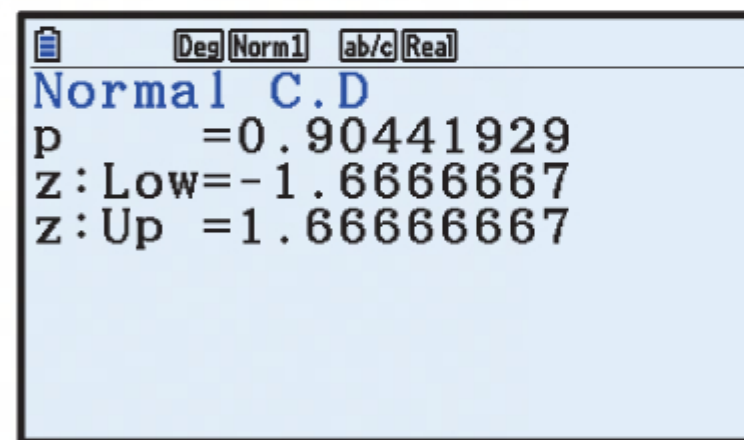 Deg Norm1 ab/c Real
Normal C.D
p =0.90441929
z:Low=-1.6666667
z:Up =1.66666667